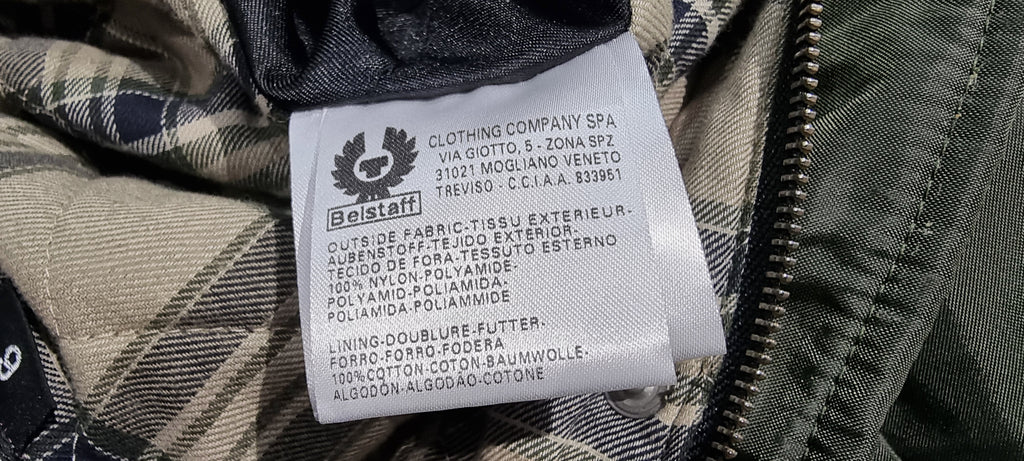 CLOTHING COMPANY SPA
VIA GIOTTO, 5 - ZONA SPZ
31021 MOGLIANO VENETO
TREVISO - C.C.I.A.A. 833951
Belstaff
OUTSIDE FABRIC-TISSU EXTERIEUR-
AUBENSTOFF-TEJIDO EXTERIOR-
TECIDO DE FORA-TESSUTO ESTERNO
100% NYLON-POLYAMIDE-
POLYAMID-POLIAMIDA-
POLIAMIDA-POLIAMMIDE
LINING-DOUBLURE-FUTTER-
FORRO-FORRO-FODERA
100%COTTON-COTON-BAUMWOLLE-
ALGODON-ALGODÃO-COTONE